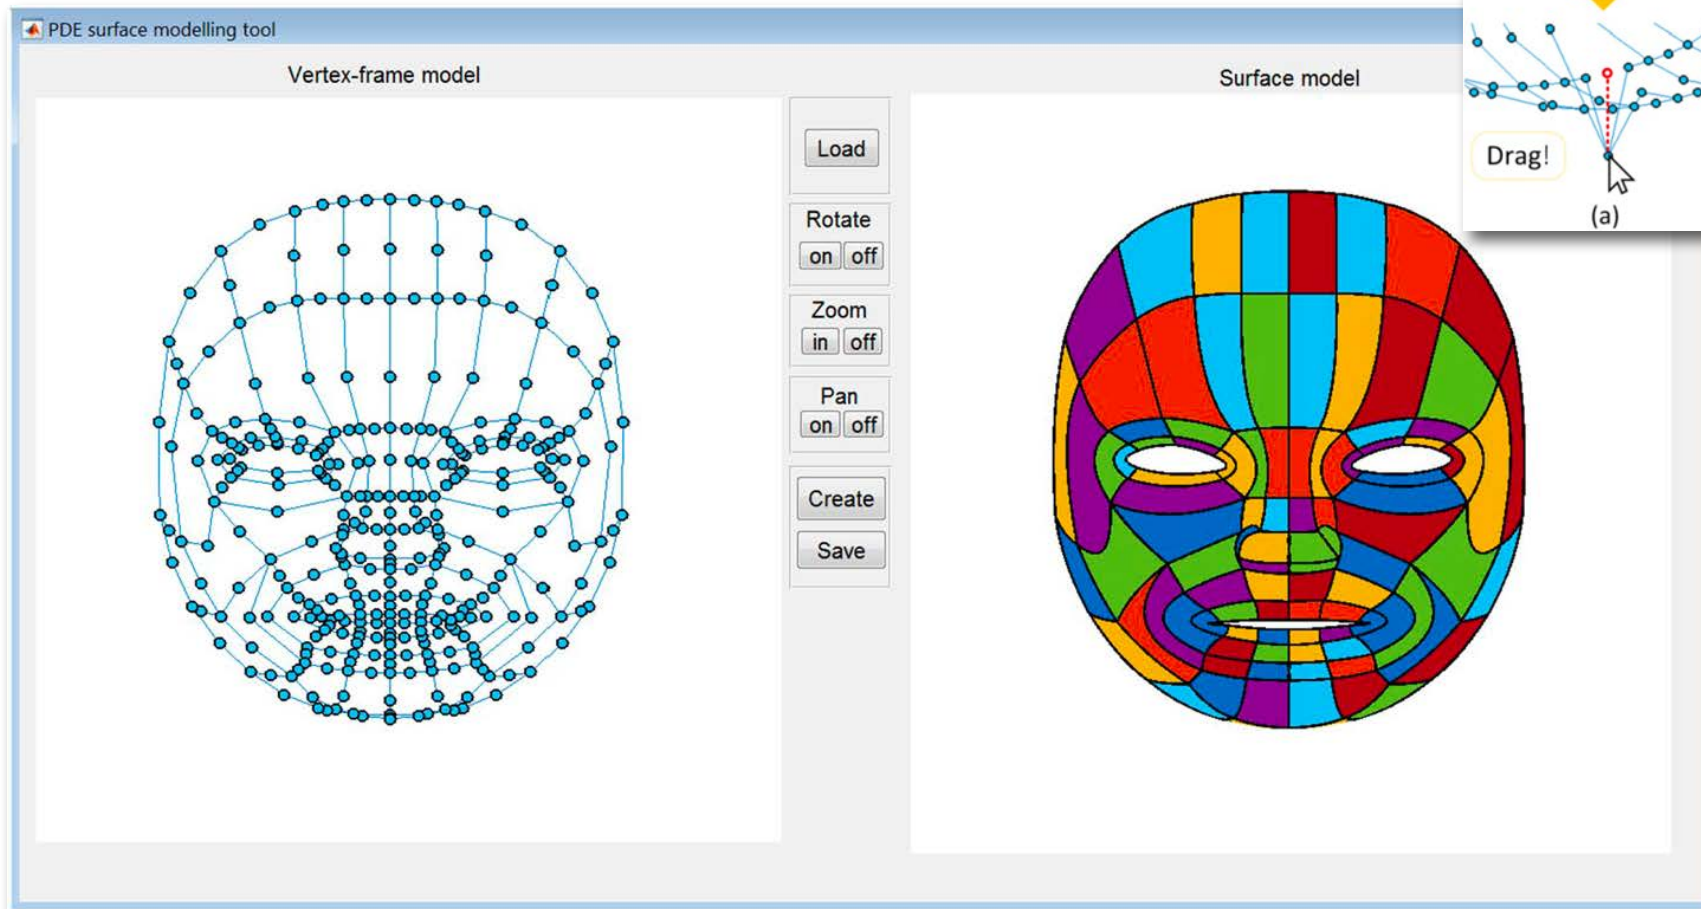 PDE surface modelling tool
Vertex-frame model
Surface model
Load
Rotate
on off
Zoom
in off
Pan
on off
Create
Save
Drag!
(a)